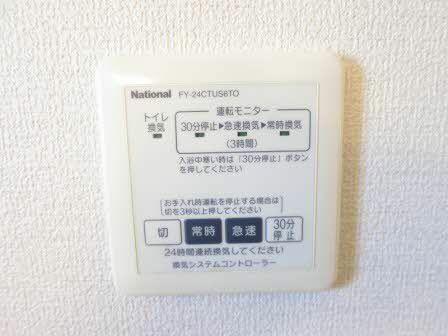 National FY-24CTUS6TO
運転モニター
トイレ
換気
30分停止▶急速換気▶常時換気
(3時間)
入浴中寒い時は「30分停止」ボタン
を押してください
お手入れ時運転を停止する場合は
切を3秒以上押してください
切 常時 急速 30分
停止
24時間連続換気してください
換気システムコントローラー